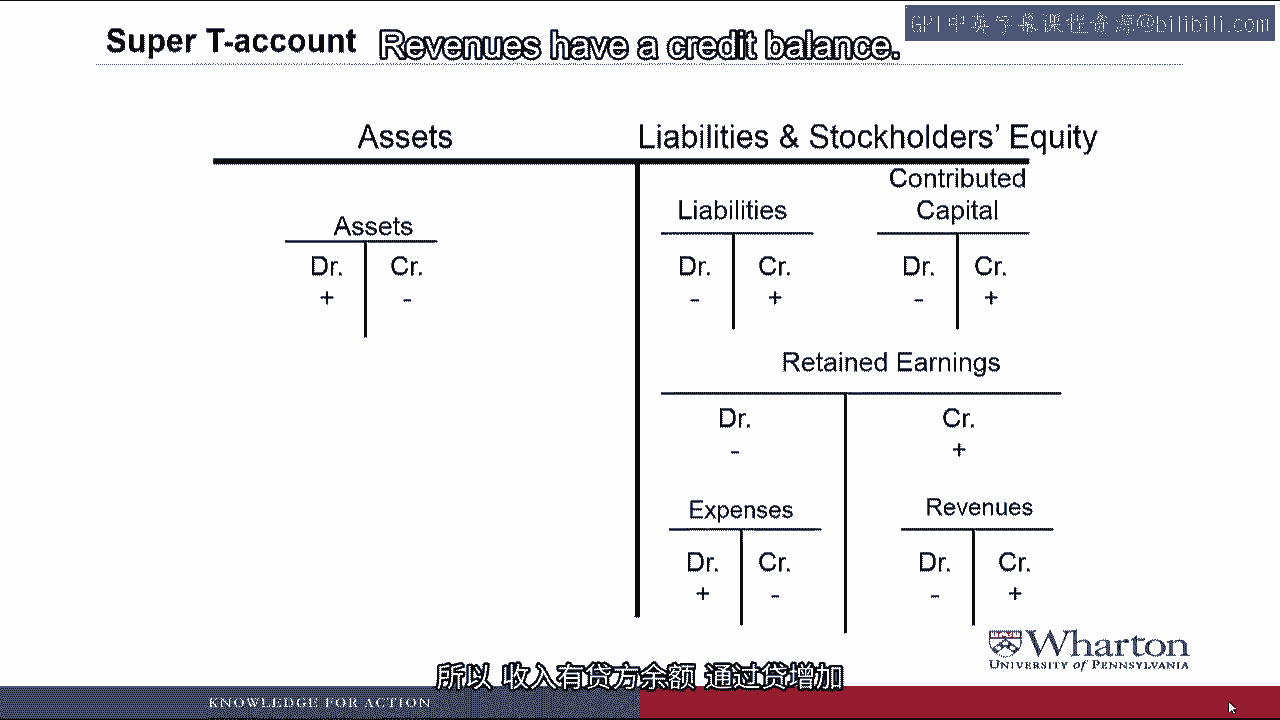 GPT中英字幕课程资源@bilibili.com
Super T-account
Revenues have a credit balance.
Assets
Liabilities & Stockholders' Equity
Assets
Dr. Cr.
+ -
Liabilities
Dr. Cr.
- +
Contributed
Capital
Dr. Cr.
- +
Retained Earnings
Dr. Cr.
- +
Expenses
Dr. Cr.
+ -
Revenues
Dr. Cr.
- +
Wharton
UNIVERSITY of PENNSYLVANIA
所以 收入有贷方余额 通过贷增加
KNOWLEDGE FOR ACTION